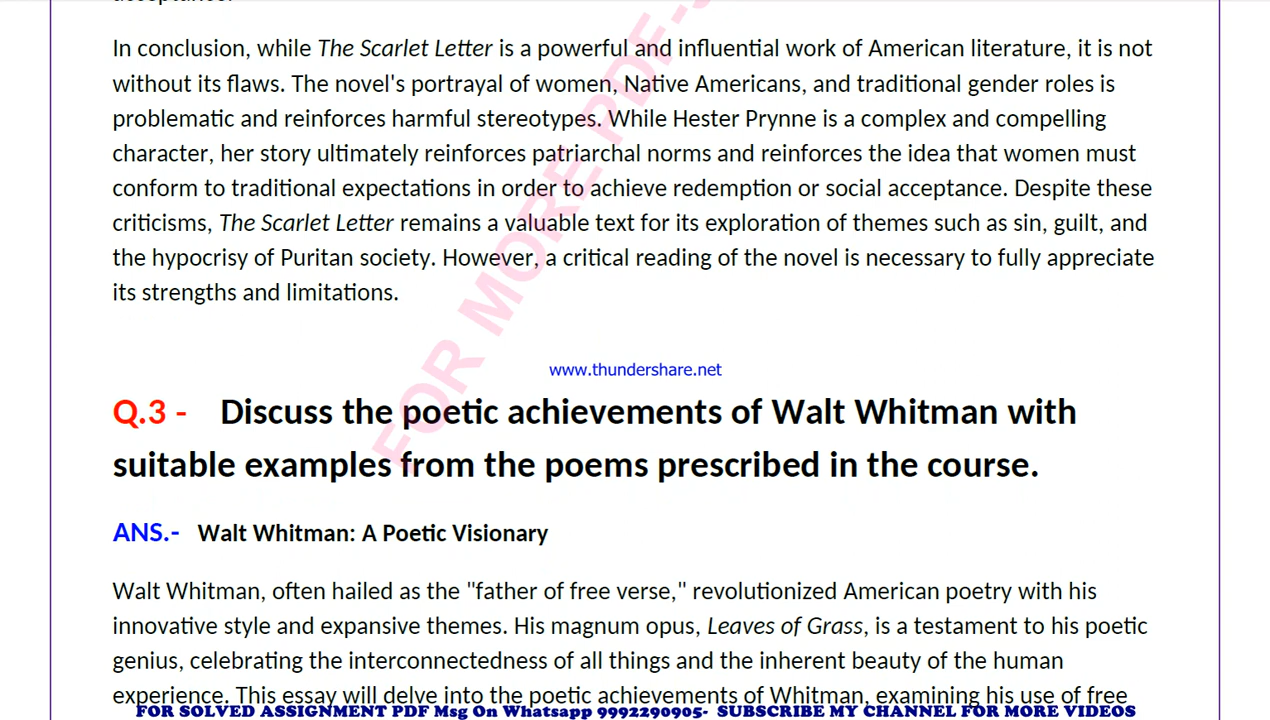 acceptance.
In conclusion, while The Scarlet Letter is a powerful and influential work of American literature, it is not
without its flaws. The novel's portrayal of women, Native Americans, and traditional gender roles is
problematic and reinforces harmful stereotypes. While Hester Prynne is a complex and compelling
character, her story ultimately reinforces patriarchal norms and reinforces the idea that women must
conform to traditional expectations in order to achieve redemption or social acceptance. Despite these
criticisms, The Scarlet Letter remains a valuable text for its exploration of themes such as sin, guilt, and
the hypocrisy of Puritan society. However, a critical reading of the novel is necessary to fully appreciate
its strengths and limitations.
FOR MORE PDF-
www.thundershare.net
Q.3 - Discuss the poetic achievements of Walt Whitman with
suitable examples from the poems prescribed in the course.
ANS.- Walt Whitman: A Poetic Visionary
Walt Whitman, often hailed as the "father of free verse," revolutionized American poetry with his
innovative style and expansive themes. His magnum opus, Leaves of Grass, is a testament to his poetic
genius, celebrating the interconnectedness of all things and the inherent beauty of the human
experience. This essay will delve into the poetic achievements of Whitman, examining his use of free
FOR SOLVED ASSIGNMENT PDF Msg On Whatsapp 9992290905- SUBSCRIBE MY CHANNEL FOR MORE VIDEOS